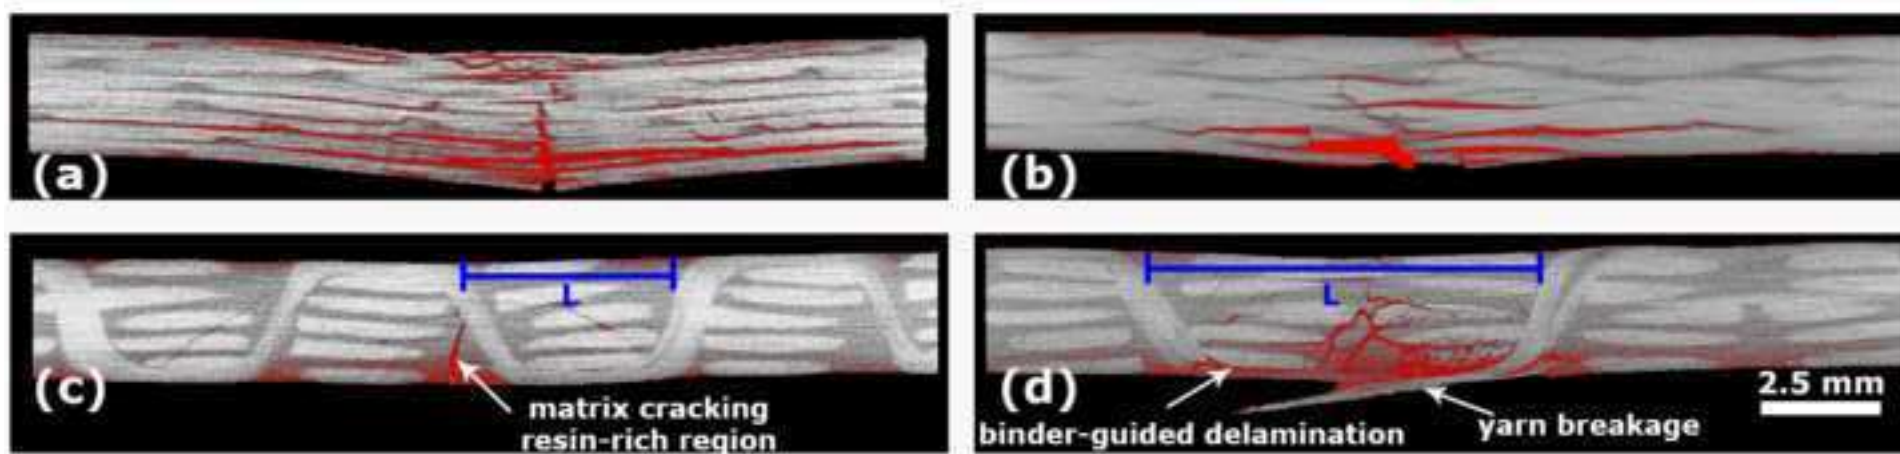 (a)
(b)
(c)
L
matrix cracking
resin-rich region
(d)
L
2.5 mm
binder-guided delamination
yarn breakage